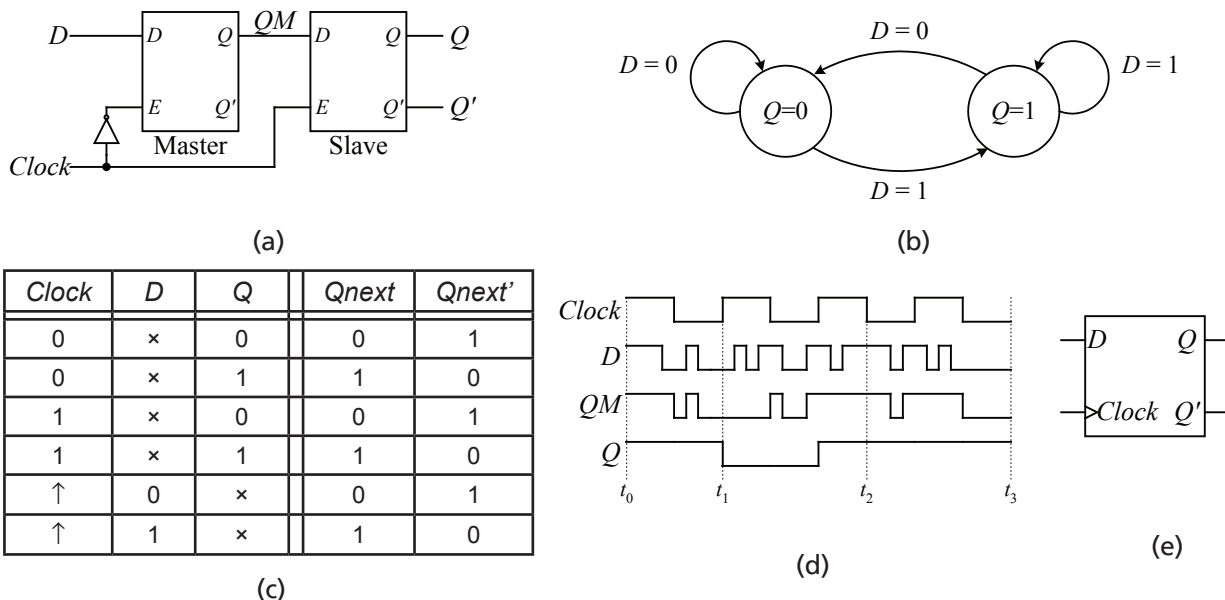 D
D
Q
QM
D
Q
Q
E
Q'
E
Q'
Q'
Master
Slave
Clock
(a)
D = 0
D = 0
Q=0
Q=1
D = 1
D = 1
(b)
Clock D Q Qnext Qnext’
0 × 0 0 1
0 × 1 1 0
1 × 0 0 1
1 × 1 1 0
↑ 0 × 0 1
↑ 1 × 1 0
(c)
Clock
D
QM
Q
t0 t1 t2 t3
(d)
D Q
Clock Q'
(e)